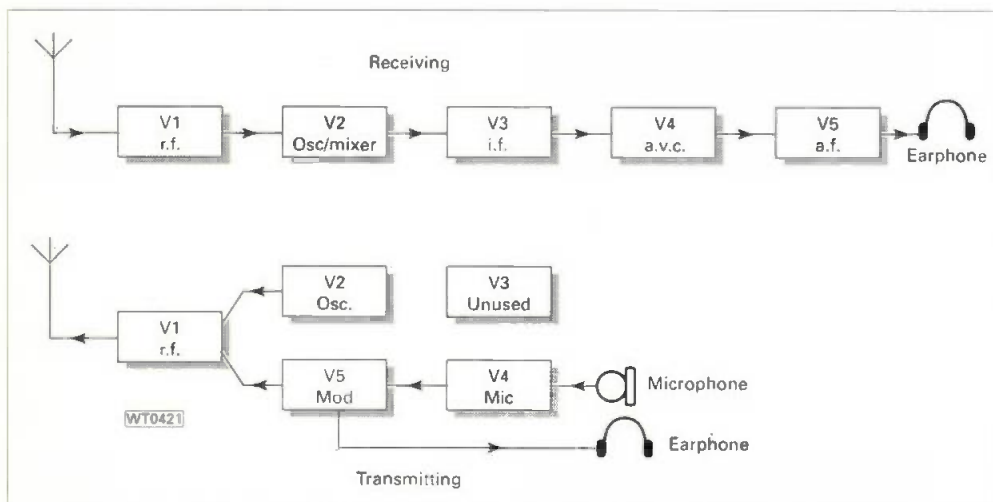 Receiving
V1
r.f.
V2
Osc/mixer
V3
i.f.
V4
a.v.c.
V5
a.f.
Earphone
V2
Osc.
V3
Unused
V1
r.f.
V5
Mod
V4
Mic
Microphone
WT0421
Earphone
Transmitting